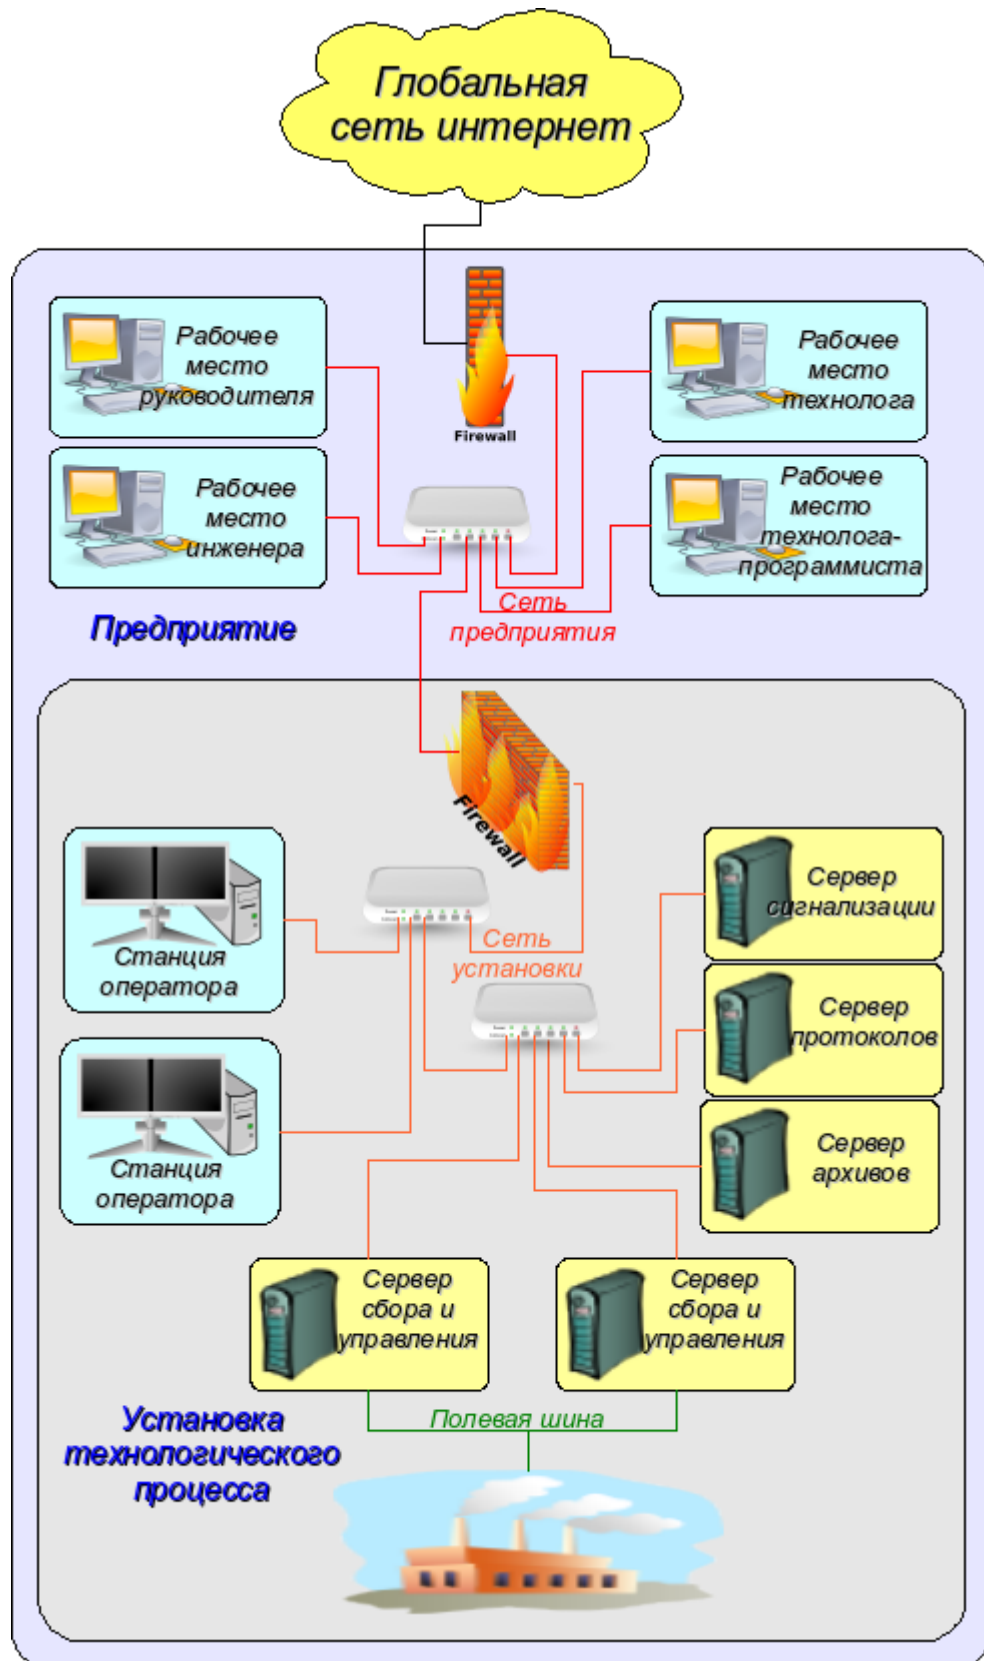 Глобальная
сеть интернет
Рабочее
место
руководителя
Firewall
Рабочее
место
технолога
Рабочее
место
инженера
Рабочее
место
технолога-
программиста
Сеть
предприятия
Предприятие
Firewall
Станция
оператора
Сеть
установки
Сервер
сигнализации
Сервер
протоколов
Станция
оператора
Сервер
архивов
Сервер
сбора и
управления
Сервер
сбора и
управления
Полевая шина
Установка
технологического
процесса